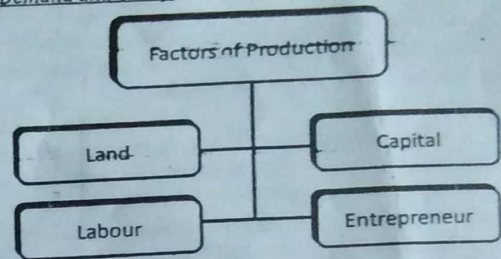 Factors of Production
Land
Capital
Labour
Entrepreneur